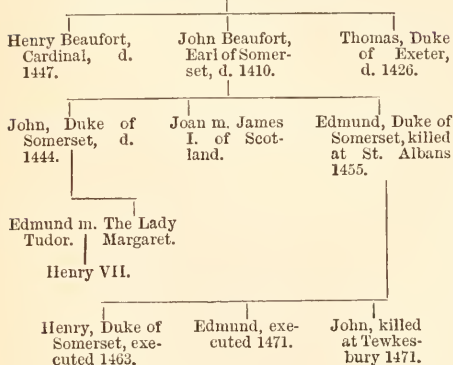 Henry Beaufort,
Cardinal, d.
1447.
John Beaufort,
Earl of Somer-
set, d. 1410.
Thomas, Duke
of Exeter,
d. 1426.
John, Duke of
Somerset, d.
1444.
Joan m. James
I. of Scot-
land.
Edmund, Duke of
Somerset, killed
at St. Albans
1455.
Edmund m. The Lady
Tudor. Margaret.
Henry VII.
Henry, Duke of
Somerset, exe-
cuted 1463.
Edmund, exe-
cuted 1471.
John, killed
at Tewkes-
bury 1471.